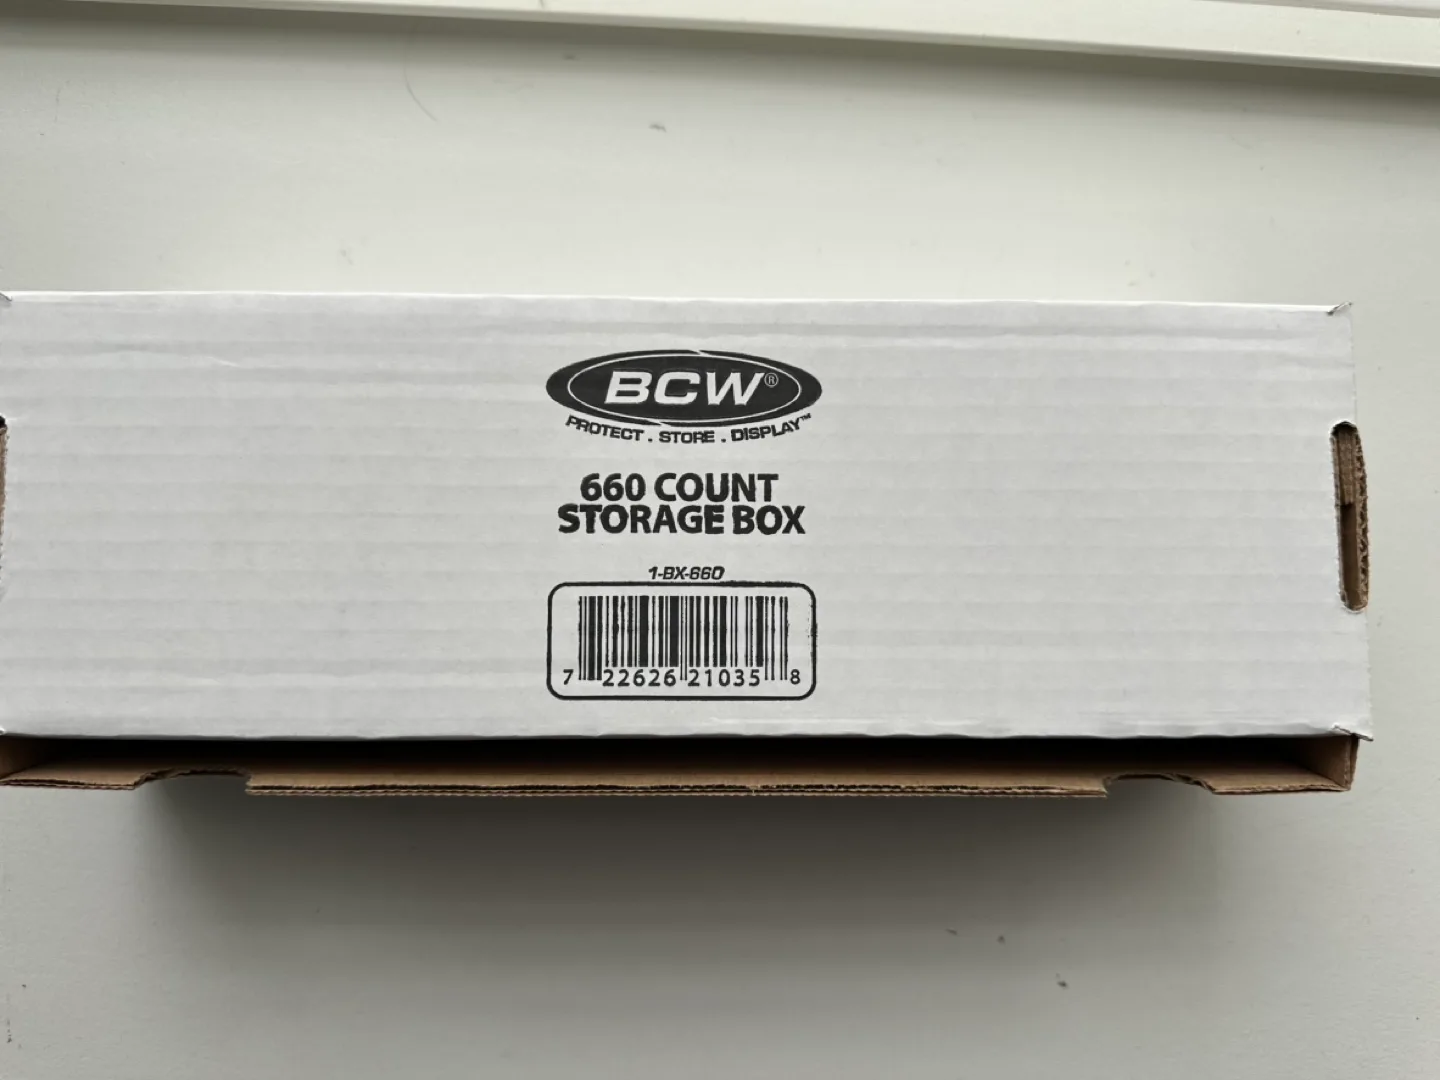 BCW®
PROTECT . STORE . DISPLAY™
660 COUNT
STORAGE BOX
1-BX-660
7 22626 21035 8